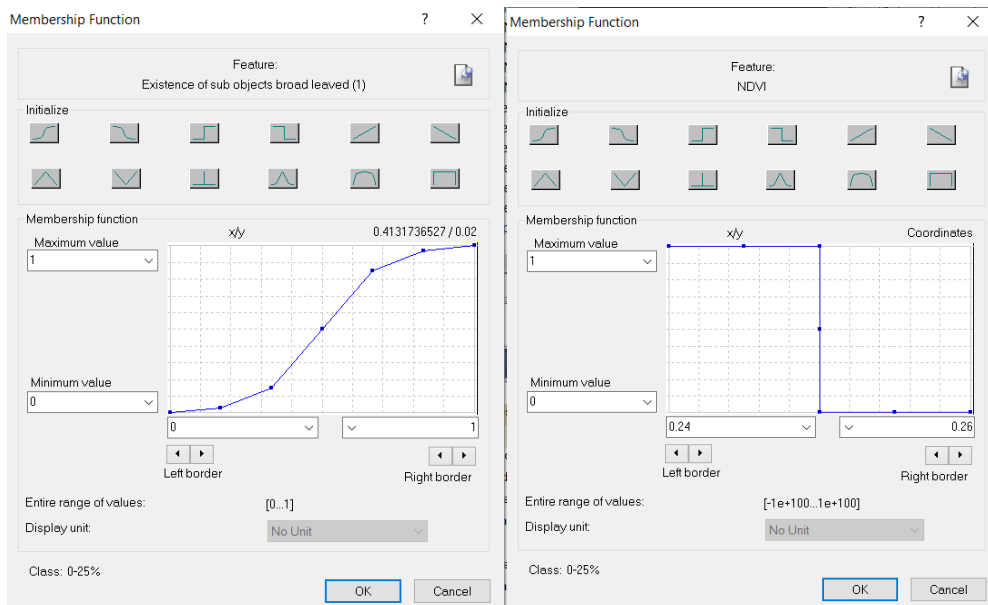 Membership Function
?
×
Feature:
Existence of sub objects broad leaved (1)
Initialize
Membership function
Maximum value
x/y
0.4131736527 / 0.02
1
Minimum value
0
0
1
Left border
Right border
Entire range of values:
[0...1]
Display unit:
No Unit
Class: 0-25%
OK
Cancel
Membership Function
?
×
Feature:
NDVI
Initialize
Membership function
Maximum value
x/y
Coordinates
1
Minimum value
0
0.24
0.26
Left border
Right border
Entire range of values:
[-1e+100...1e+100]
Display unit:
No Unit
Class: 0-25%
OK
Cancel